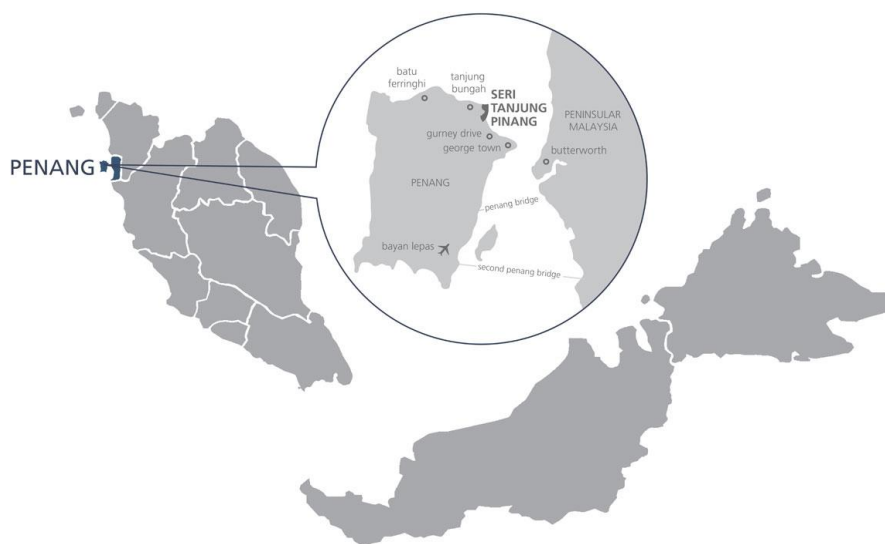 PENANG
batu
ferringhi
tanjung
bungah
SERI
TANJUNG
PINANG
gurney drive
george town
PENINSULAR
MALAYSIA
butterworth
PENANG
penang bridge
bayan lepas
second penang bridge